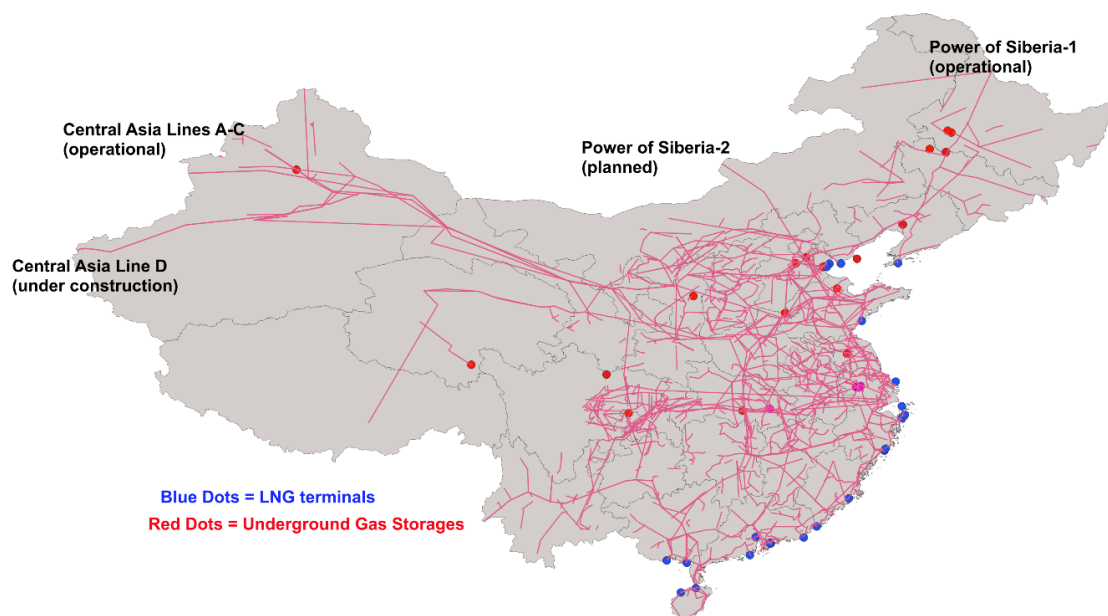 Power of Siberia-1
(operational)
Central Asia Lines A-C
(operational)
Power of Siberia-2
(planned)
Central Asia Line D
(under construction)
Blue Dots = LNG terminals
Red Dots = Underground Gas Storages